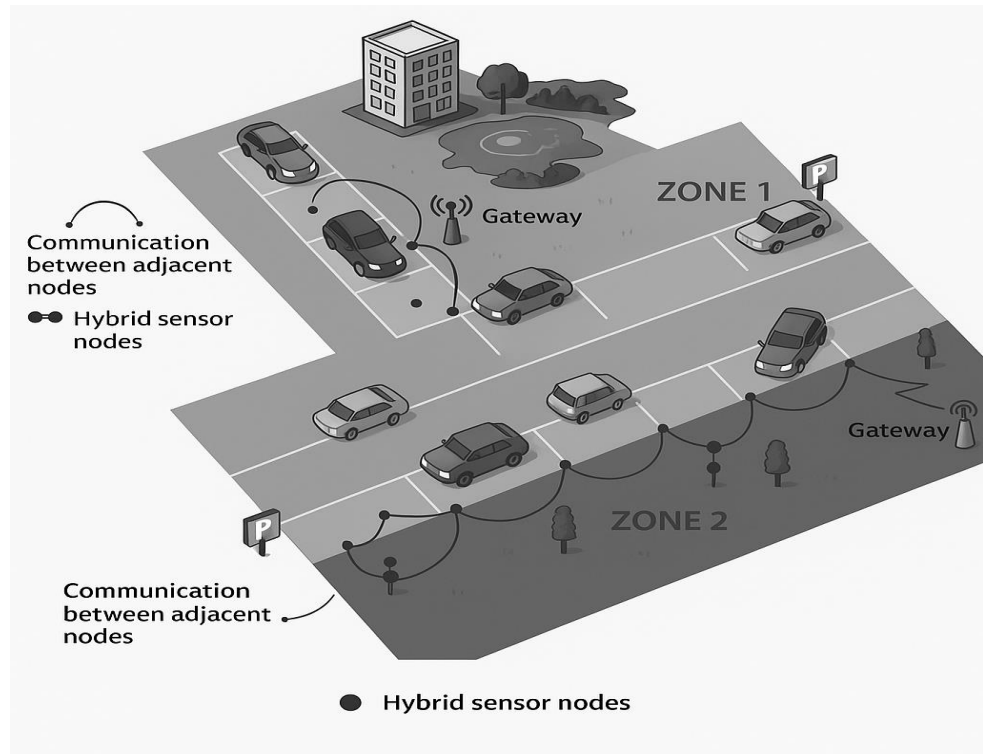 ZONE 1
P
Gateway
Communication
between adjacent
nodes
Hybrid sensor
nodes
Gateway
ZONE 2
P
Communication
between adjacent
nodes
Hybrid sensor nodes